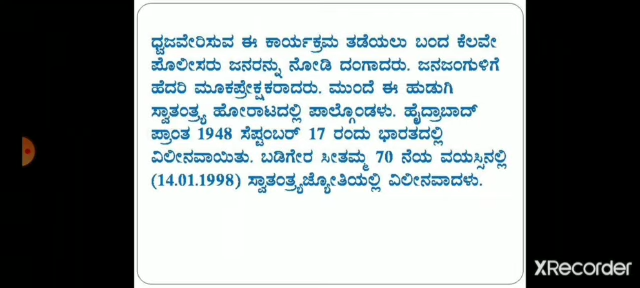 ಧ್ವಜವೇರಿಸುವ ಈ ಕಾರ್ಯಕ್ರಮ ತಡೆಯಲು ಬಂದ ಕೆಲವೇ
ಪೊಲೀಸರು ಜನರನ್ನು ನೋಡಿ ದಂಗಾದರು. ಜನಜಂಗುಳಿಗೆ
ಹೆದರಿ ಮೂಕಪ್ರೇಕ್ಷಕರಾದರು. ಮುಂದೆ ಈ ಹುಡುಗಿ
ಸ್ವಾತಂತ್ರ್ಯ ಹೋರಾಟದಲ್ಲಿ ಪಾಲ್ಗೊಂಡಳು. ಹೈದ್ರಾಬಾದ್
ಪ್ರಾಂತ 1948 ಸೆಪ್ಟಂಬರ್ 17 ರಂದು ಭಾರತದಲ್ಲಿ
ವಿಲೀನವಾಯಿತು. ಬಡಿಗೇರ ಸೀತಮ್ಮ 70 ನೆಯ ವಯಸ್ಸಿನಲ್ಲಿ
(14.01.1998) ಸ್ವಾತಂತ್ರ್ಯಜ್ಯೋತಿಯಲ್ಲಿ ವಿಲೀನವಾದಳು.
XRecorder